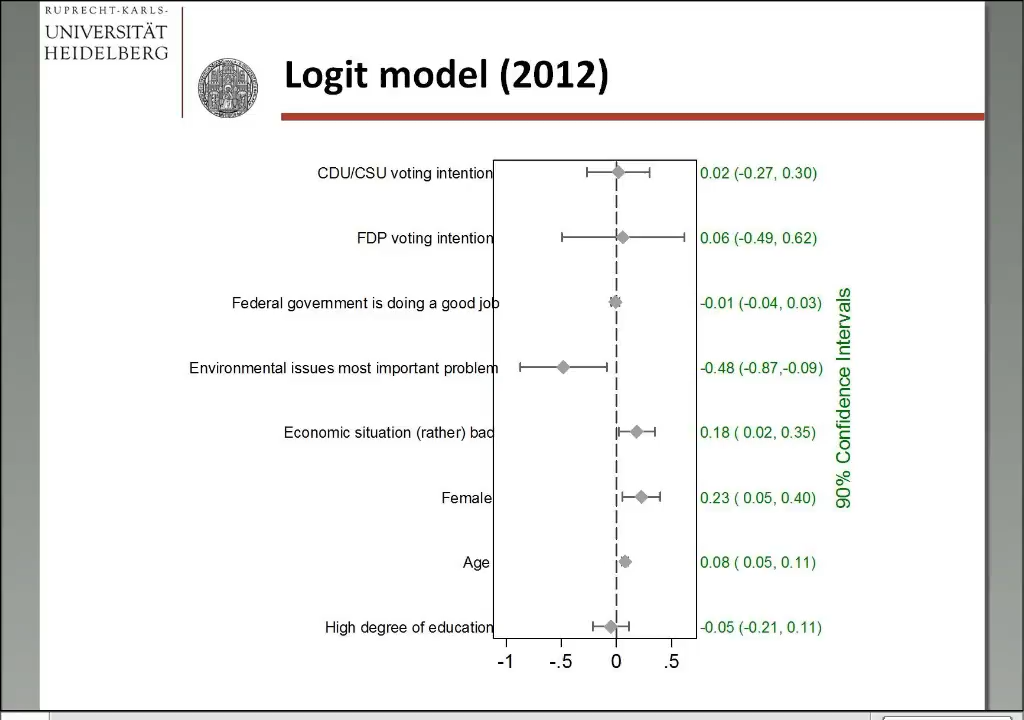 RUPRECHT-KARLS-
UNIVERSITÄT
HEIDELBERG
Logit model (2012)
CDU/CSU voting intention 0.02 (-0.27, 0.30)
FDP voting intention 0.06 (-0.49, 0.62)
Federal government is doing a good job -0.01 (-0.04, 0.03)
Environmental issues most important problem -0.48 (-0.87,-0.09)
Economic situation (rather) bad 0.18 ( 0.02, 0.35)
Female 0.23 ( 0.05, 0.40)
Age 0.08 ( 0.05, 0.11)
High degree of education -0.05 (-0.21, 0.11)
90% Confidence Intervals
-1 -.5 0 .5